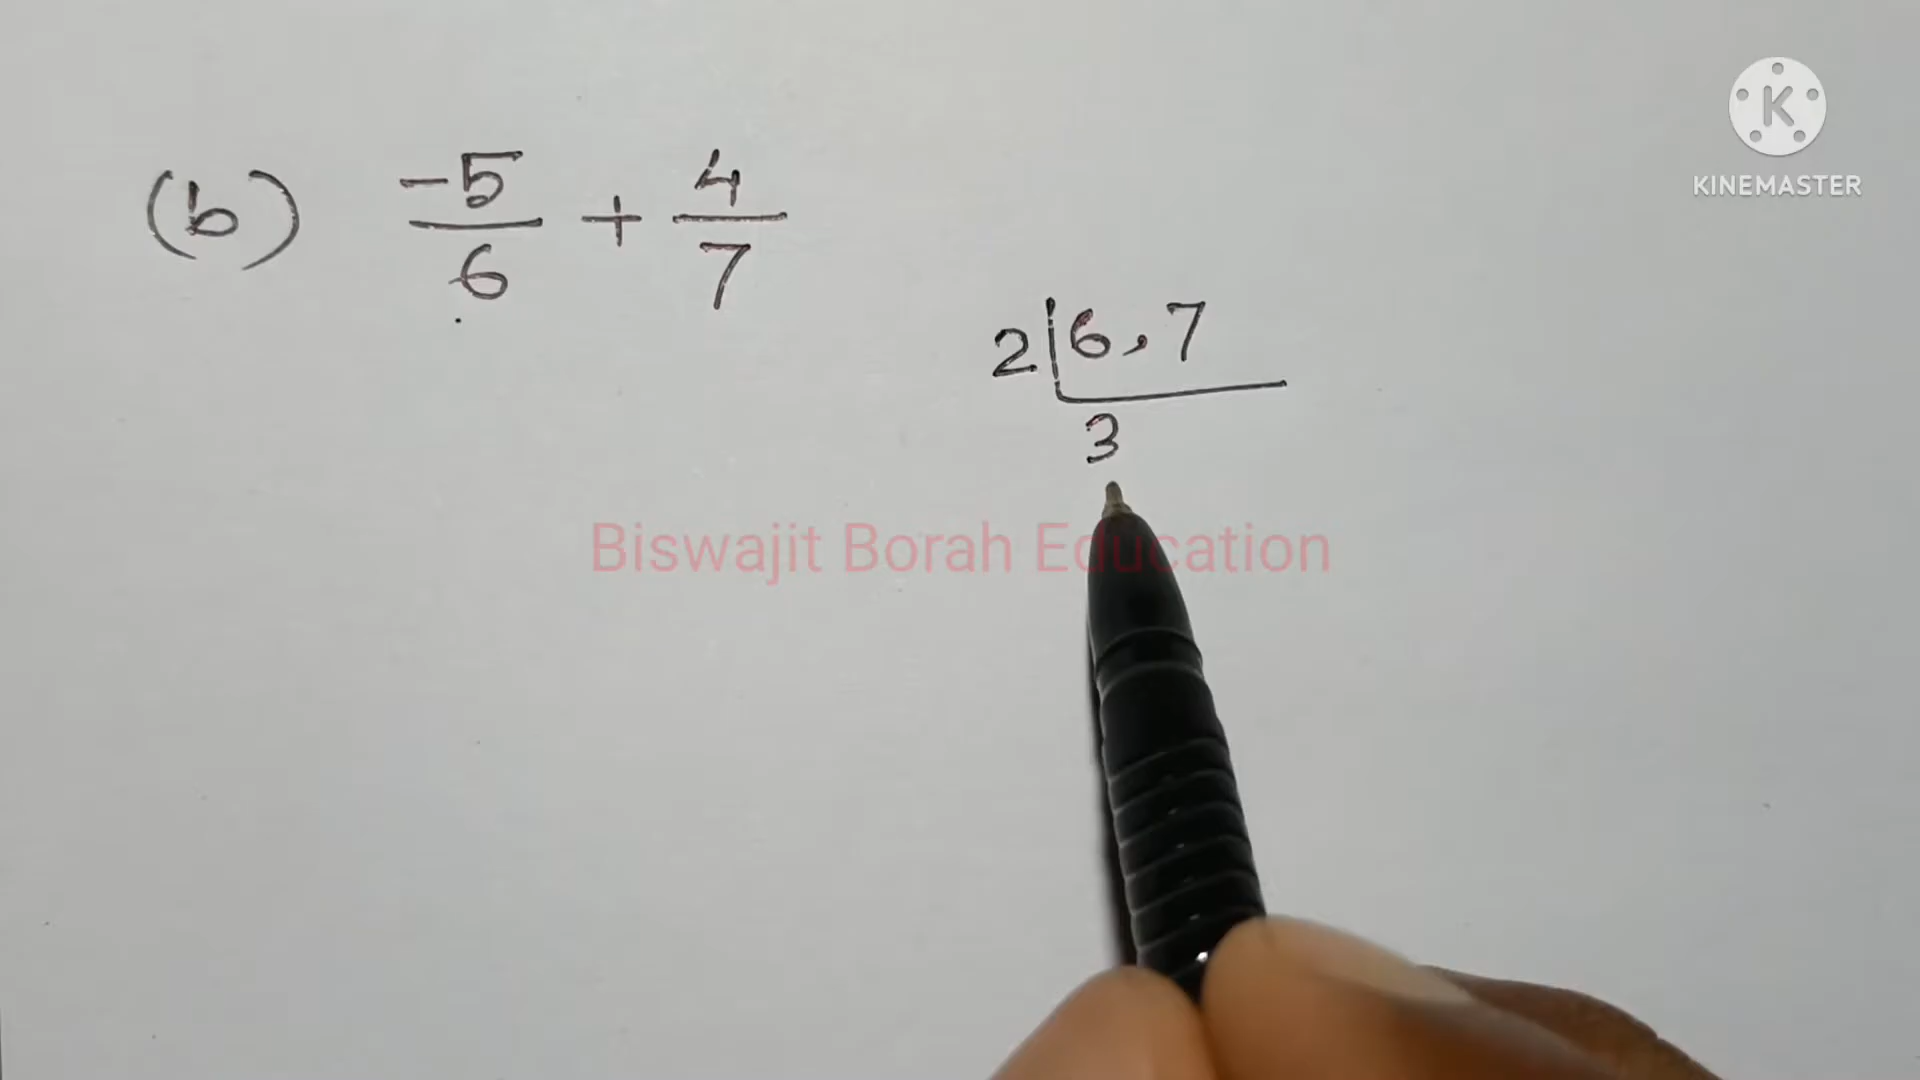 (b) -5/6 + 4/7
2 | 6, 7
3
Biswajit Borah Education
K
KINEMASTER